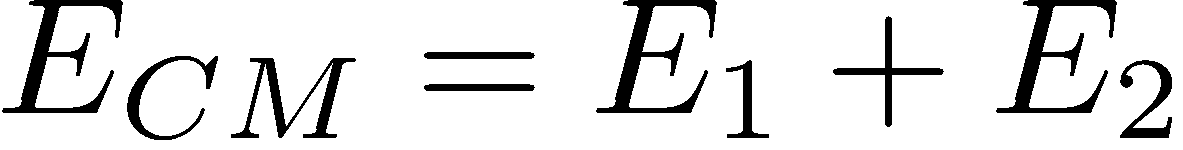 E_{CM} = E_1 + E_2